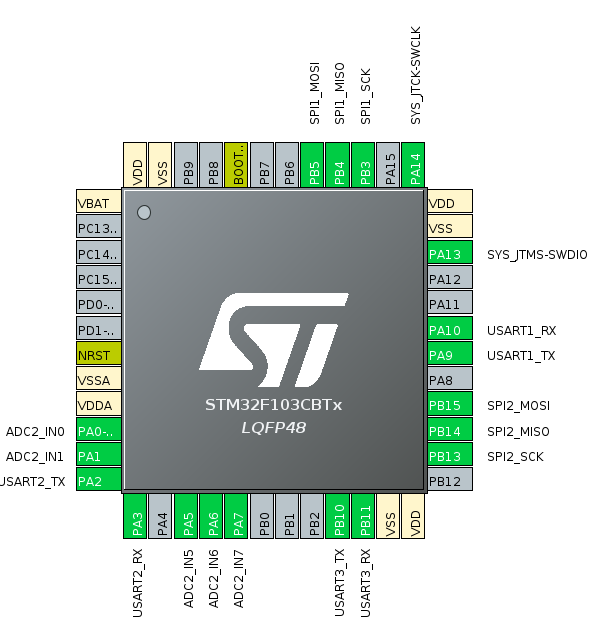 SPI1_MOSI
SPI1_MISO
SPI1_SCK
SYS_JTCK-SWCLK
VDD
VSS
PB9
PB8
BOOT..
PB7
PB6
PB5
PB4
PB3
PA15
PA14
VBAT
PC13..
PC14..
PC15..
PD0-..
PD1-..
NRST
VSSA
VDDA
ADC2_IN0 PA0-..
ADC2_IN1 PA1
USART2_TX PA2
ST
STM32F103CBTx
LQFP48
VDD
VSS
PA13 SYS_JTMS-SWDIO
PA12
PA11
PA10 USART1_RX
PA9 USART1_TX
PA8
PB15 SPI2_MOSI
PB14 SPI2_MISO
PB13 SPI2_SCK
PB12
PA3
PA4
PA5
PA6
PA7
PB0
PB1
PB2
PB10
PB11
VSS
VDD
USART2_RX
ADC2_IN5
ADC2_IN6
ADC2_IN7
USART3_TX
USART3_RX